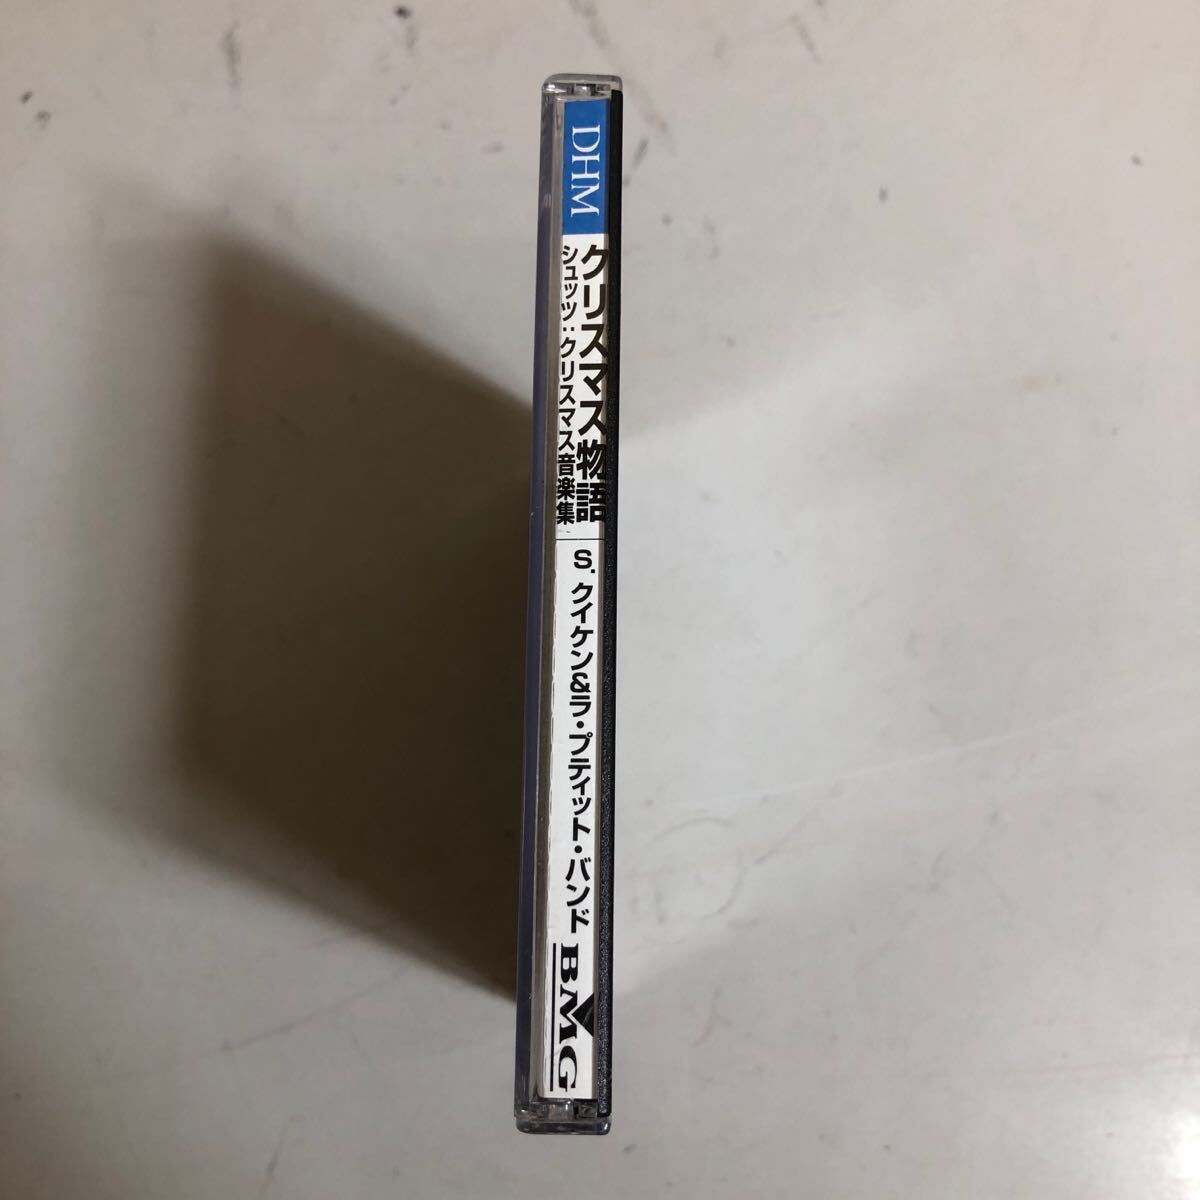 DHM
クリスマス物語
シュッツ:クリスマス音楽集
S. クイケン&ラ・プティット・バンド
BMG